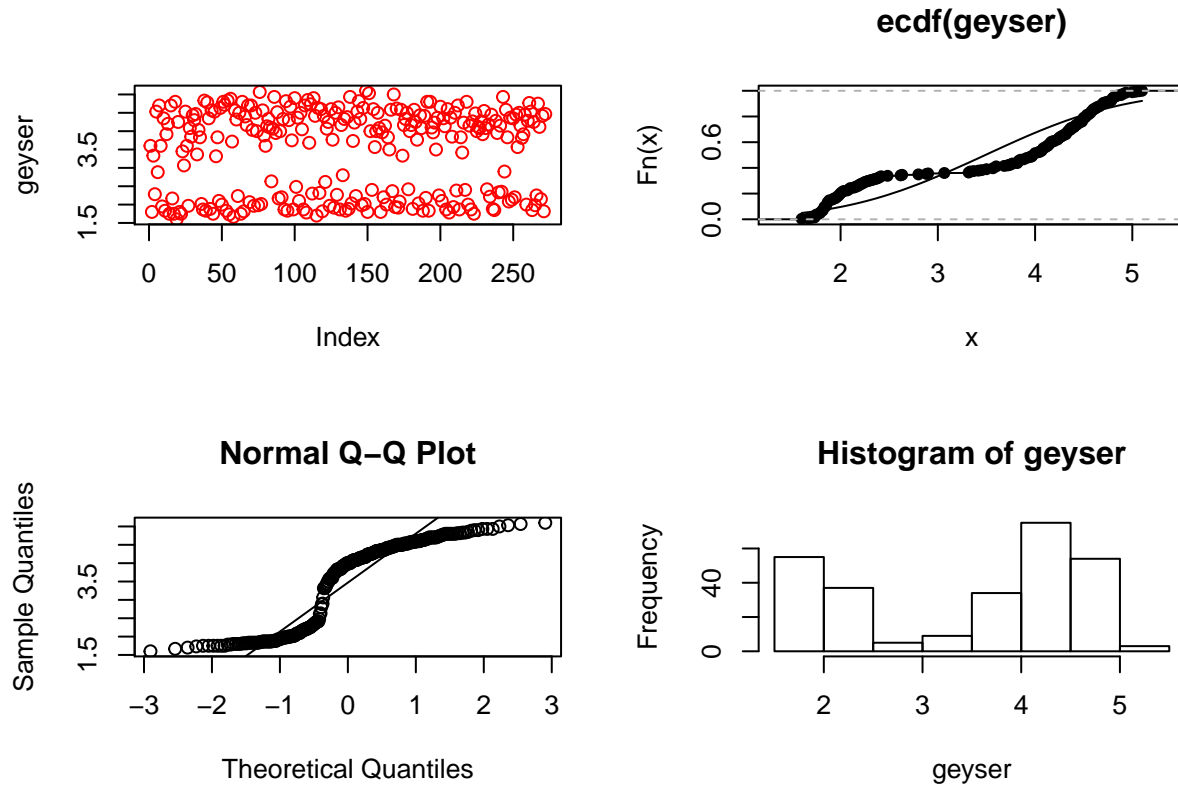 geyser
1.5
3.5
0 50 100 150 200 250
Index
ecdf(geyser)
Fn(x)
0.0
0.6
2 3 4 5
x
Normal Q−Q Plot
Sample Quantiles
1.5
3.5
−3 −2 −1 0 1 2 3
Theoretical Quantiles
Histogram of geyser
Frequency
0
40
2 3 4 5
geyser